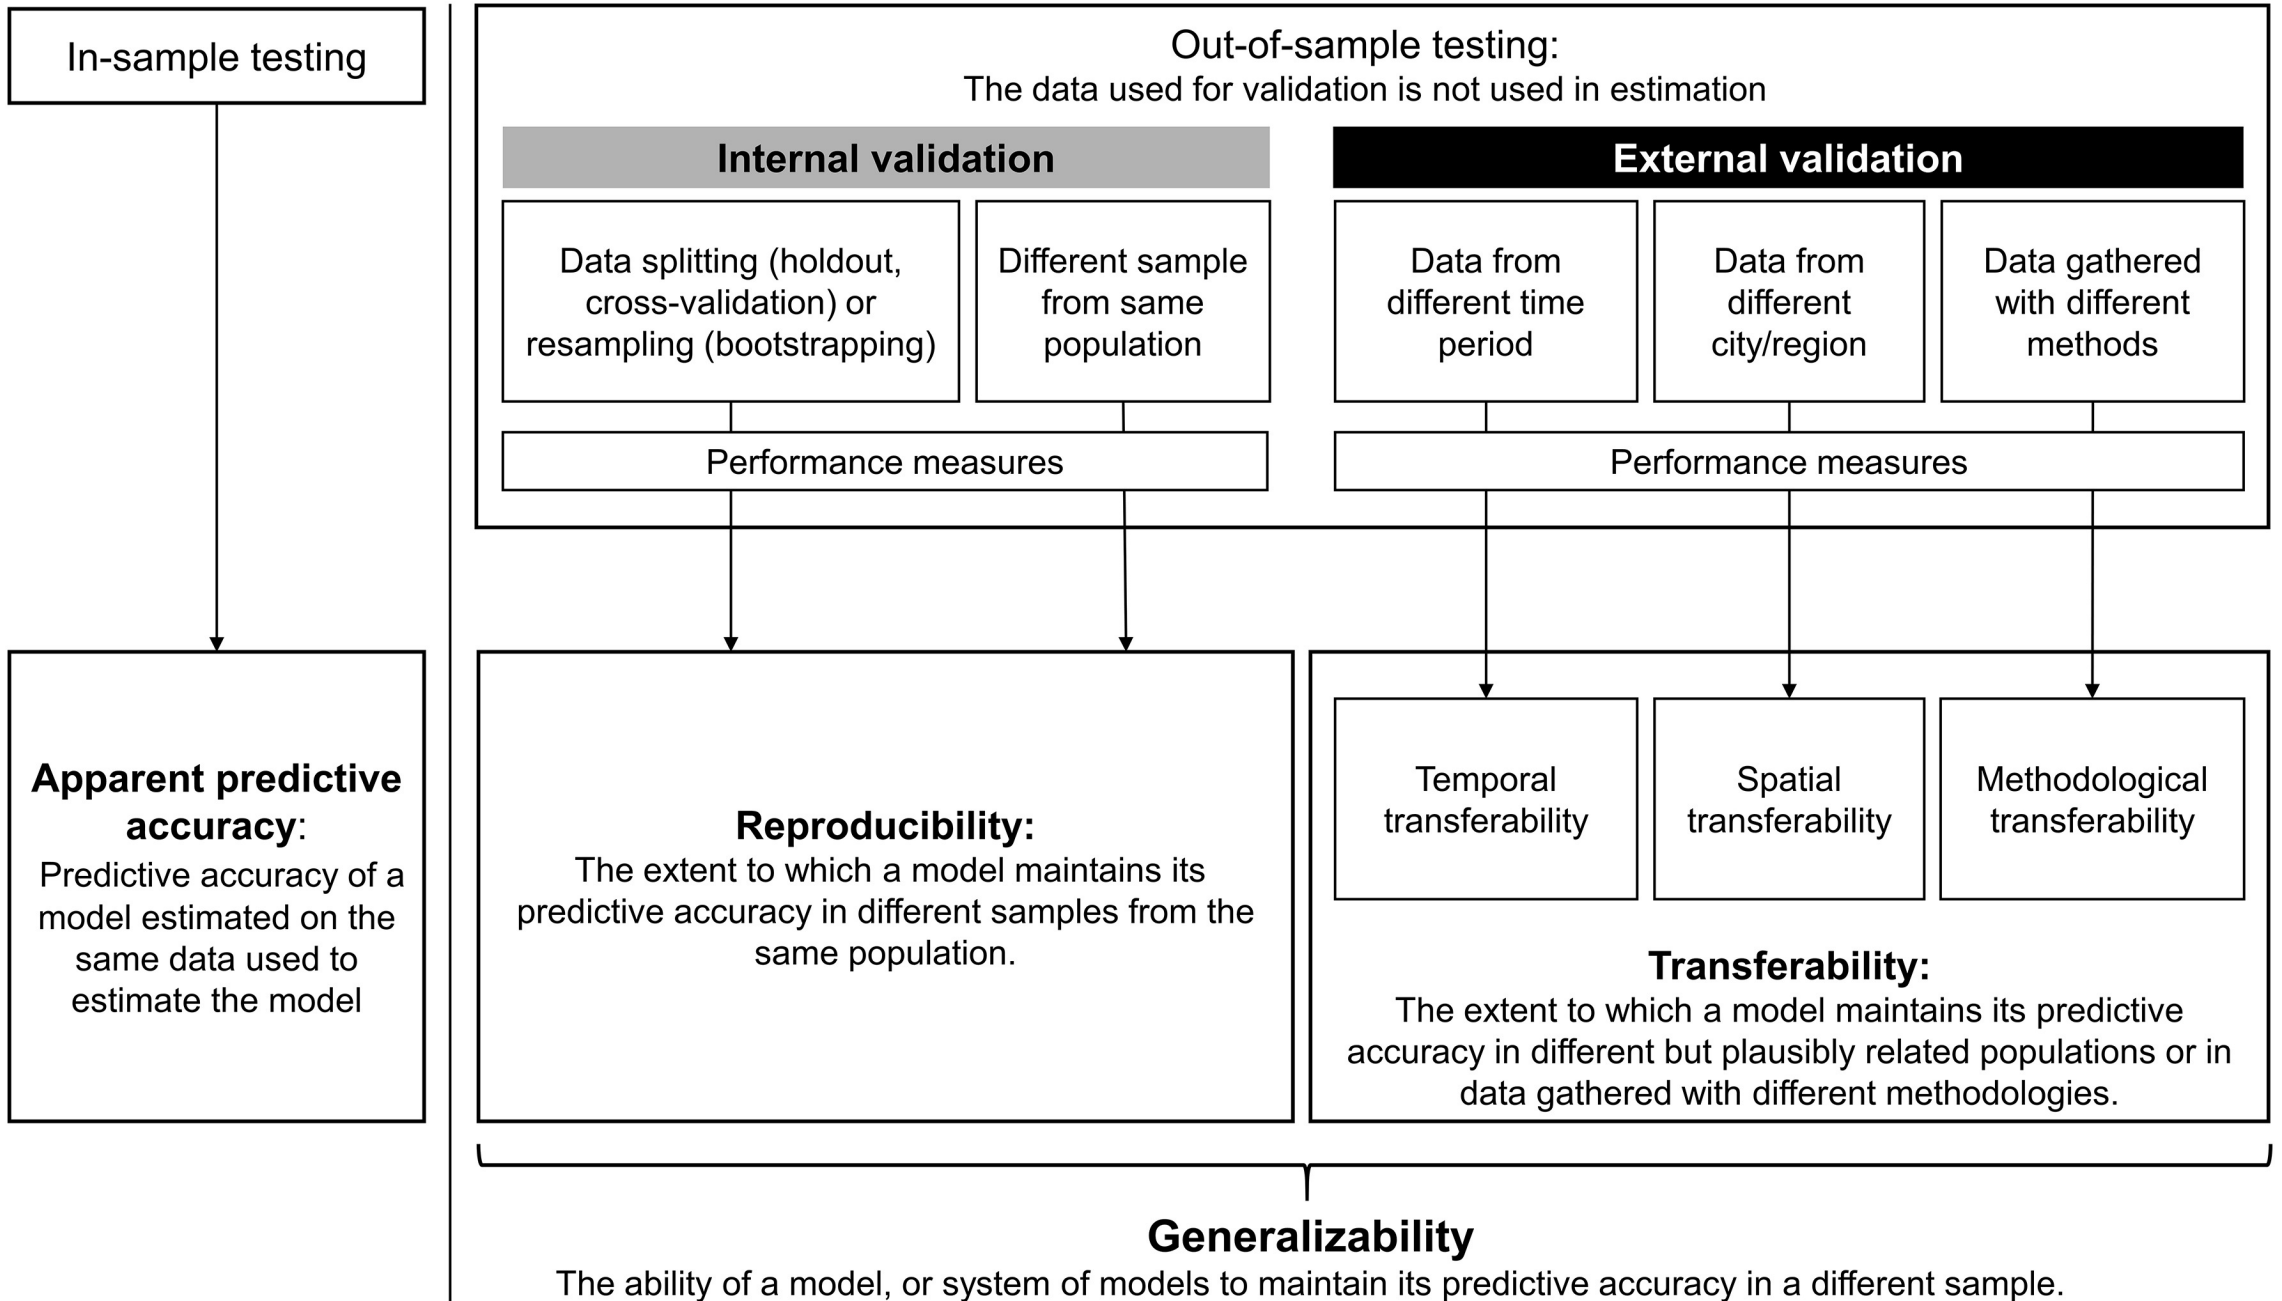 In-sample testing
Out-of-sample testing:
The data used for validation is not used in estimation
Internal validation
External validation
Data splitting (holdout,
cross-validation) or
resampling (bootstrapping)
Different sample
from same
population
Data from
different time
period
Data from
different
city/region
Data gathered
with different
methods
Performance measures
Performance measures
Apparent predictive
accuracy:
Predictive accuracy of a
model estimated on the
same data used to
estimate the model
Reproducibility:
The extent to which a model maintains its
predictive accuracy in different samples from the
same population.
Temporal
transferability
Spatial
transferability
Methodological
transferability
Transferability:
The extent to which a model maintains its predictive
accuracy in different but plausibly related populations or in
data gathered with different methodologies.
Generalizability
The ability of a model, or system of models to maintain its predictive accuracy in a different sample.